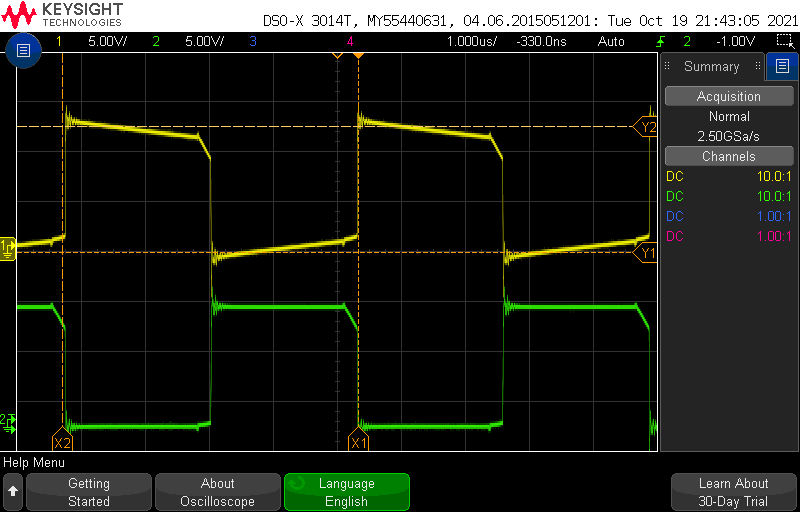 KEYSIGHT
TECHNOLOGIES
DSO-X 3014T, MY55440631, 04.06.2015051201: Tue Oct 19 21:43:05 2021
1 5.00V/ 2 5.00V/ 3 4 1.000us/ -330.0ns Auto 2 -1.00V
Summary
Acquisition
Normal
2.50GSa/s
Channels
DC 10.0:1
DC 10.0:1
DC 1.00:1
DC 1.00:1
Y2
1
Y1
2
X2 X1
Help Menu
Getting
Started
About
Oscilloscope
Language
English
Learn About
30-Day Trial